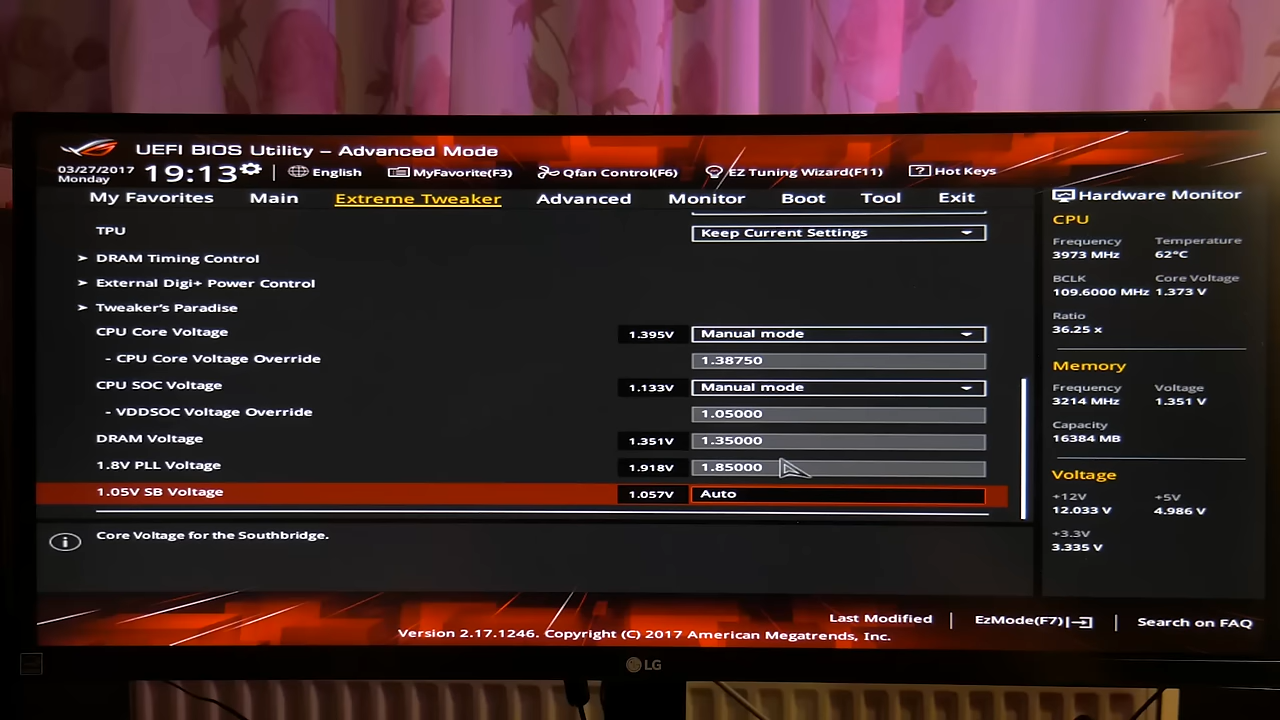 UEFI BIOS Utility – Advanced Mode
03/27/2017
Monday
19:13
English
MyFavorite(F3)
Qfan Control(F6)
EZ Tuning Wizard(F11)
? Hot Keys
My Favorites Main Extreme Tweaker Advanced Monitor Boot Tool Exit
TPU Keep Current Settings
> DRAM Timing Control
> External Digi+ Power Control
> Tweaker's Paradise
CPU Core Voltage 1.395V Manual mode
- CPU Core Voltage Override 1.38750
CPU SOC Voltage 1.133V Manual mode
- VDDSOC Voltage Override 1.05000
DRAM Voltage 1.351V 1.35000
1.8V PLL Voltage 1.918V 1.85000
1.05V SB Voltage 1.057V Auto
Core Voltage for the Southbridge.
Hardware Monitor
CPU
Frequency Temperature
3973 MHz 62°C
BCLK Core Voltage
109.6000 MHz 1.373 V
Ratio
36.25 x
Memory
Frequency Voltage
3214 MHz 1.351 V
Capacity
16384 MB
Voltage
+12V +5V
12.033 V 4.986 V
+3.3V
3.335 V
Last Modified
EzMode(F7)
Search on FAQ
Version 2.17.1246. Copyright (C) 2017 American Megatrends, Inc.
LG